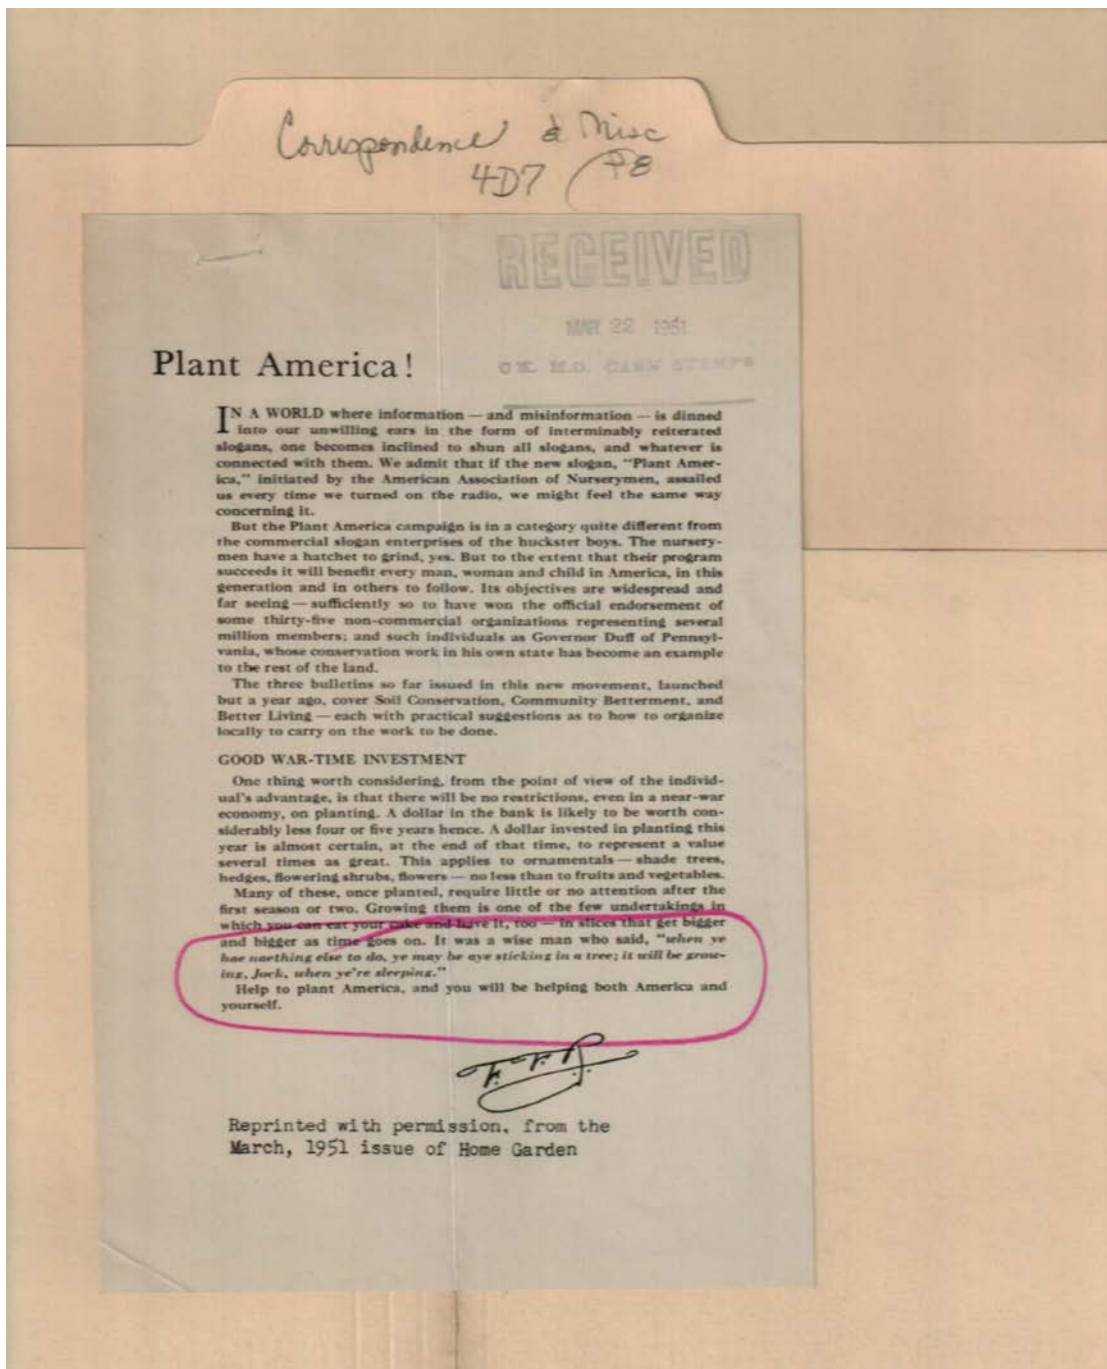 Correspondence & Misc
4D7
RECEIVED
MAR 22 1951
CK. M.O. CASH STAMPS
Plant America!
IN A WORLD where information — and misinformation — is dinned
into our unwilling ears in the form of interminably reiterated
slogans, one becomes inclined to shun all slogans, and whatever is
connected with them. We admit that if the new slogan, "Plant Amer-
ica," initiated by the American Association of Nurserymen, assailed
us every time we turned on the radio, we might feel the same way
concerning it.
But the Plant America campaign is in a category quite different from
the commercial slogan enterprises of the huckster boys. The nursery-
men have a hatchet to grind, yes. But to the extent that their program
succeeds it will benefit every man, woman and child in America, in this
generation and in others to follow. Its objectives are widespread and
far seeing — sufficiently so to have won the official endorsement of
some thirty-five non-commercial organizations representing several
million members; and such individuals as Governor Duff of Pennsyl-
vania, whose conservation work in his own state has become an example
to the rest of the land.
The three bulletins so far issued in this new movement, launched
but a year ago, cover Soil Conservation, Community Betterment, and
Better Living — each with practical suggestions as to how to organize
locally to carry on the work to be done.
GOOD WAR-TIME INVESTMENT
One thing worth considering, from the point of view of the individ-
ual's advantage, is that there will be no restrictions, even in a near-war
economy, on planting. A dollar in the bank is likely to be worth con-
siderably less four or five years hence. A dollar invested in planting this
year is almost certain, at the end of that time, to represent a value
several times as great. This applies to ornamentals — shade trees,
hedges, flowering shrubs, flowers — no less than to fruits and vegetables.
Many of these, once planted, require little or no attention after the
first season or two. Growing them is one of the few undertakings in
which you can eat your cake and have it, too — in slices that get bigger
and bigger as time goes on. It was a wise man who said, "when ye
hae naething else to do, ye may be aye sticking in a tree; it will be grow-
ing, Jock, when ye're sleeping."
Help to plant America, and you will be helping both America and
yourself.
F.F.R.
Reprinted with permission, from the
March, 1951 issue of Home Garden